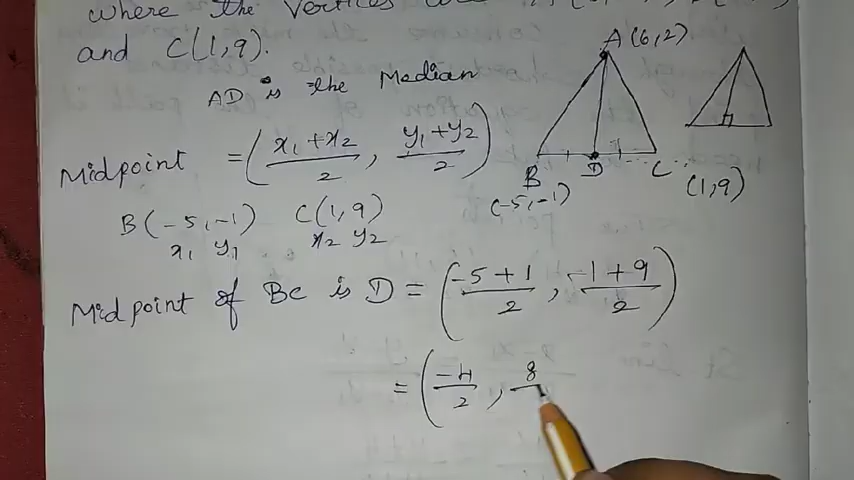 where the vertices
and C(1,9).
AD is the Median
A(6,2)
Midpoint = (x₁+x₂/2, y₁+y₂/2)
B D C
(-5,-1) (1,9)
B(-5,-1) C(1,9)
x₁ y₁ x₂ y₂
Midpoint of BC is D = (-5+1/2, -1+9/2)
= (-4/2, 8